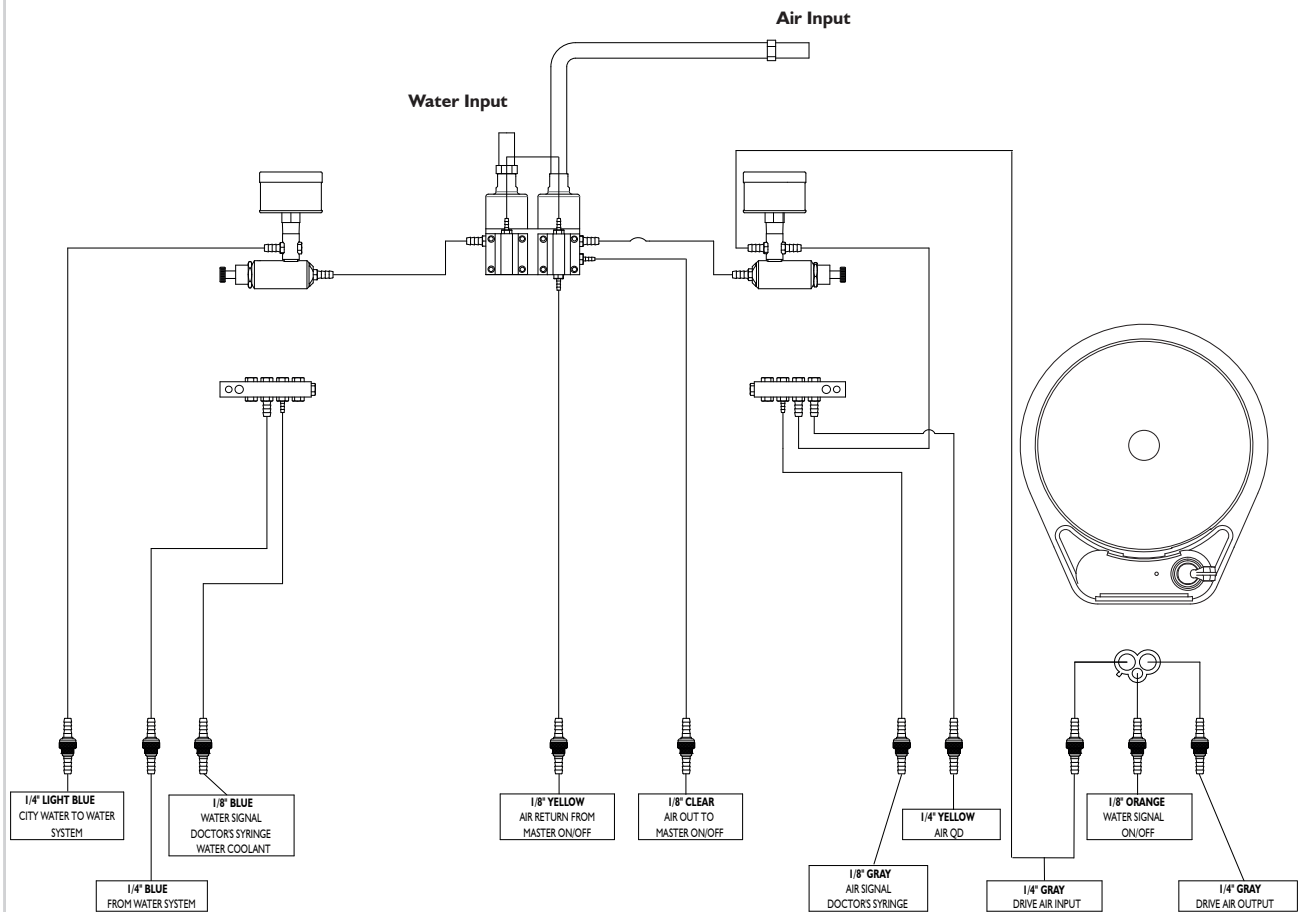 Air Input
Water Input
1/4" LIGHT BLUE
CITY WATER TO WATER
SYSTEM
1/8" BLUE
WATER SIGNAL
DOCTOR'S SYRINGE
WATER COOLANT
1/4" BLUE
FROM WATER SYSTEM
1/8" YELLOW
AIR RETURN FROM
MASTER ON/OFF
1/8" CLEAR
AIR OUT TO
MASTER ON/OFF
1/8" GRAY
AIR SIGNAL
DOCTOR'S SYRINGE
1/4" YELLOW
AIR QD
1/4" GRAY
DRIVE AIR INPUT
1/8" ORANGE
WATER SIGNAL
ON/OFF
1/4" GRAY
DRIVE AIR OUTPUT